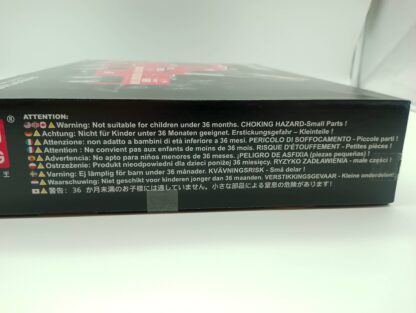 ATTENTION:
Warning: Not suitable for children under 36 months. CHOKING HAZARD-Small Parts !
Achtung: Nicht für Kinder unter 36 Monaten geeignet. Erstickungsgefahr – Kleinteile !
Attenzione: non adatto a bambini di età inferiore a 36 mesi. PERICOLO DI SOFFOCAMENTO - Piccole parti !
Attention : Ne convient pas aux enfants de moins de 36 mois. RISQUE D'ÉTOUFFEMENT - Petites pièces !
Advertencia: No apto para niños menores de 36 meses. ¡PELIGRO DE ASFIXIA (piezas pequeñas) !
Ostrzeżenie: Produkt nieodpowiedni dla dzieci poniżej 36 miesięcy. RYZYKO ZADŁAWIENIA - małe części !
Varning: Ej lämplig för barn under 36 månader. KVÄVNINGSRISK - Små delar !
Waarschuwing: Niet geschikt voor kinderen jonger dan 36 maanden. VERSTIKKINGSGEVAAR - Kleine onderdelen!
警告: 36 か月未満のお子様には適していません。小さな部品による窒息の危険があります!
®
G
王